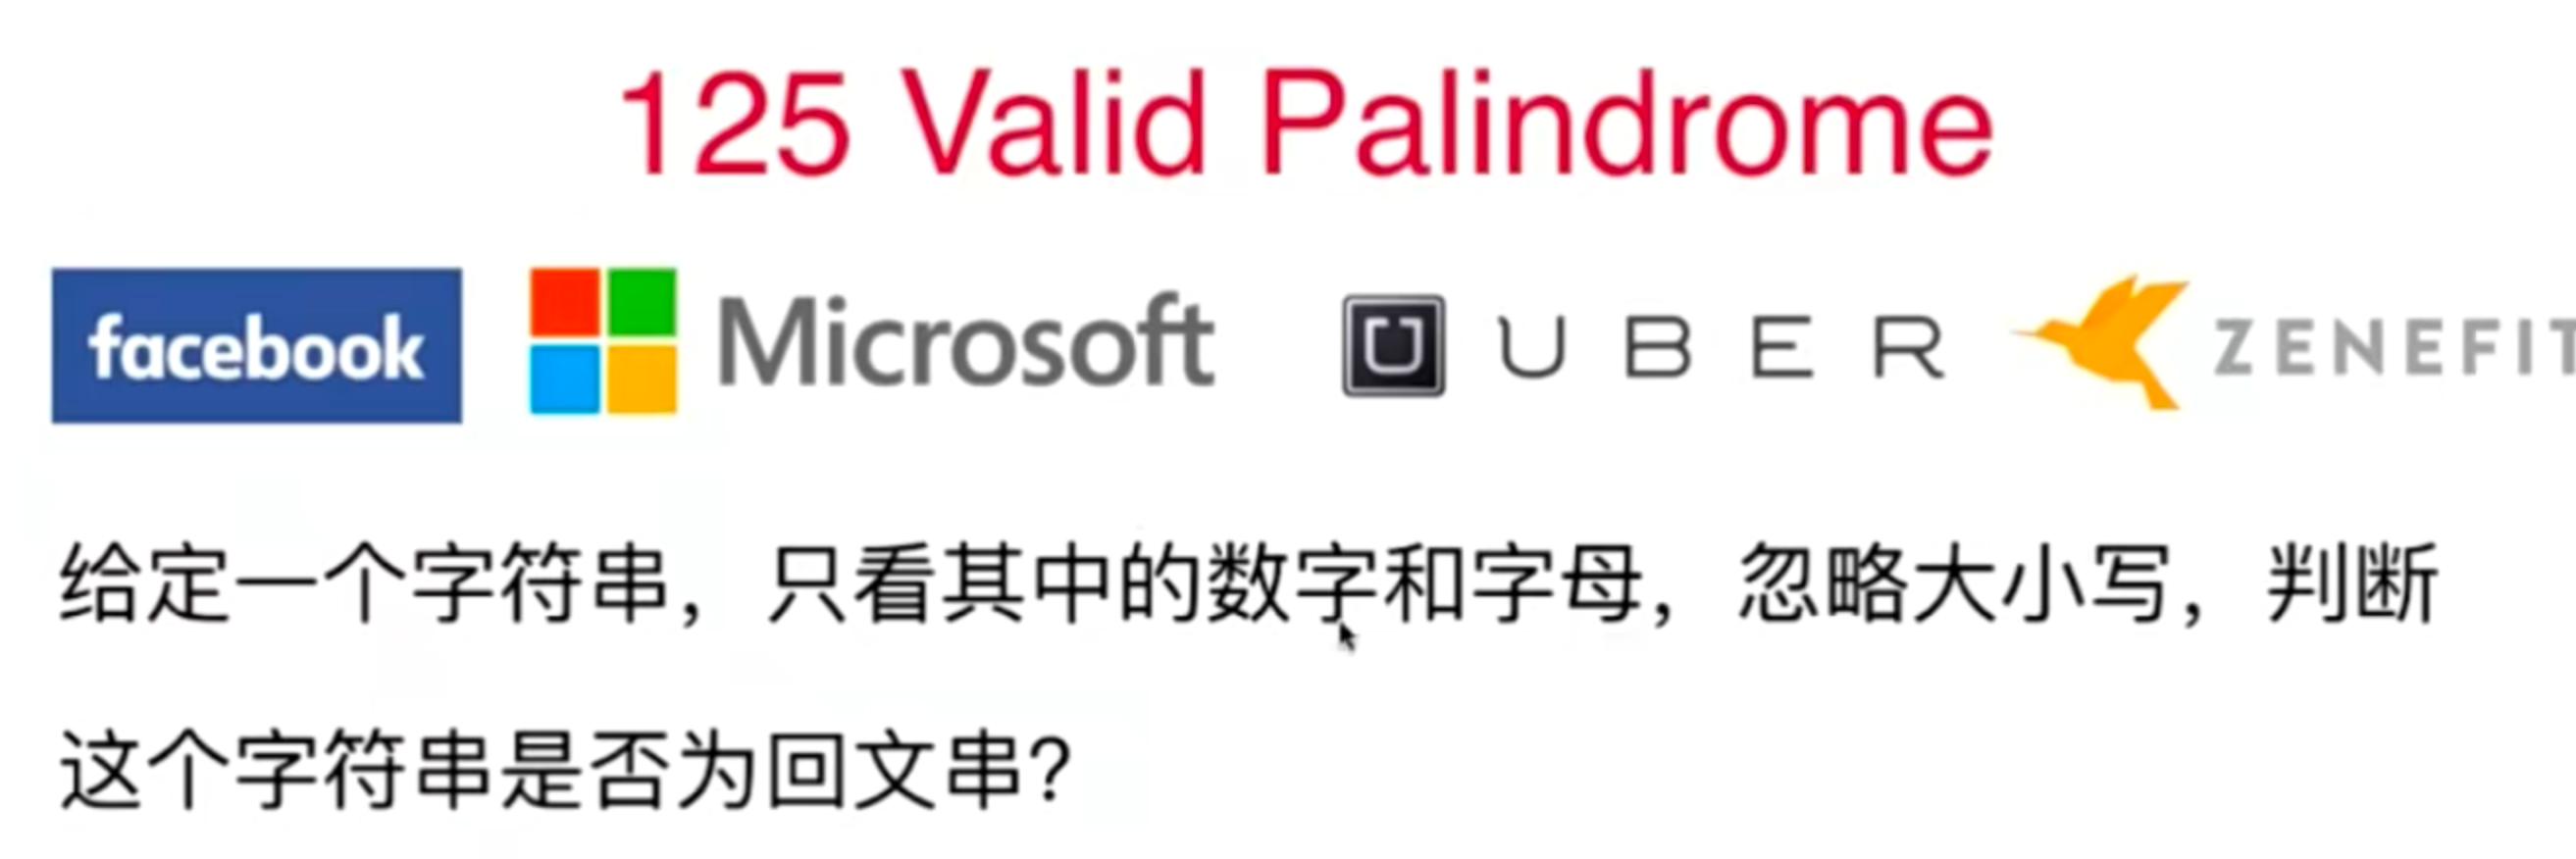 125 Valid Palindrome
facebook Microsoft UBER ZENEFIT
给定一个字符串，只看其中的数字和字母，忽略大小写，判断
这个字符串是否为回文串？